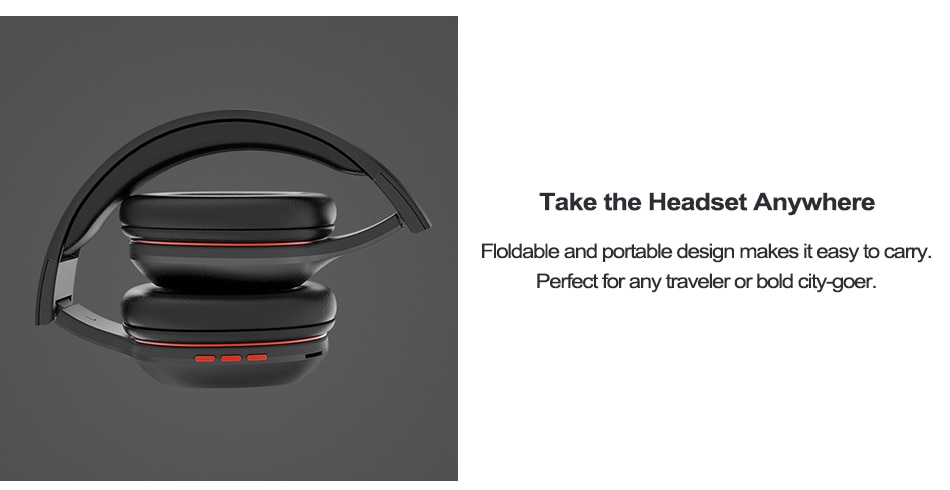 Take the Headset Anywhere
Floldable and portable design makes it easy to carry.
Perfect for any traveler or bold city-goer.